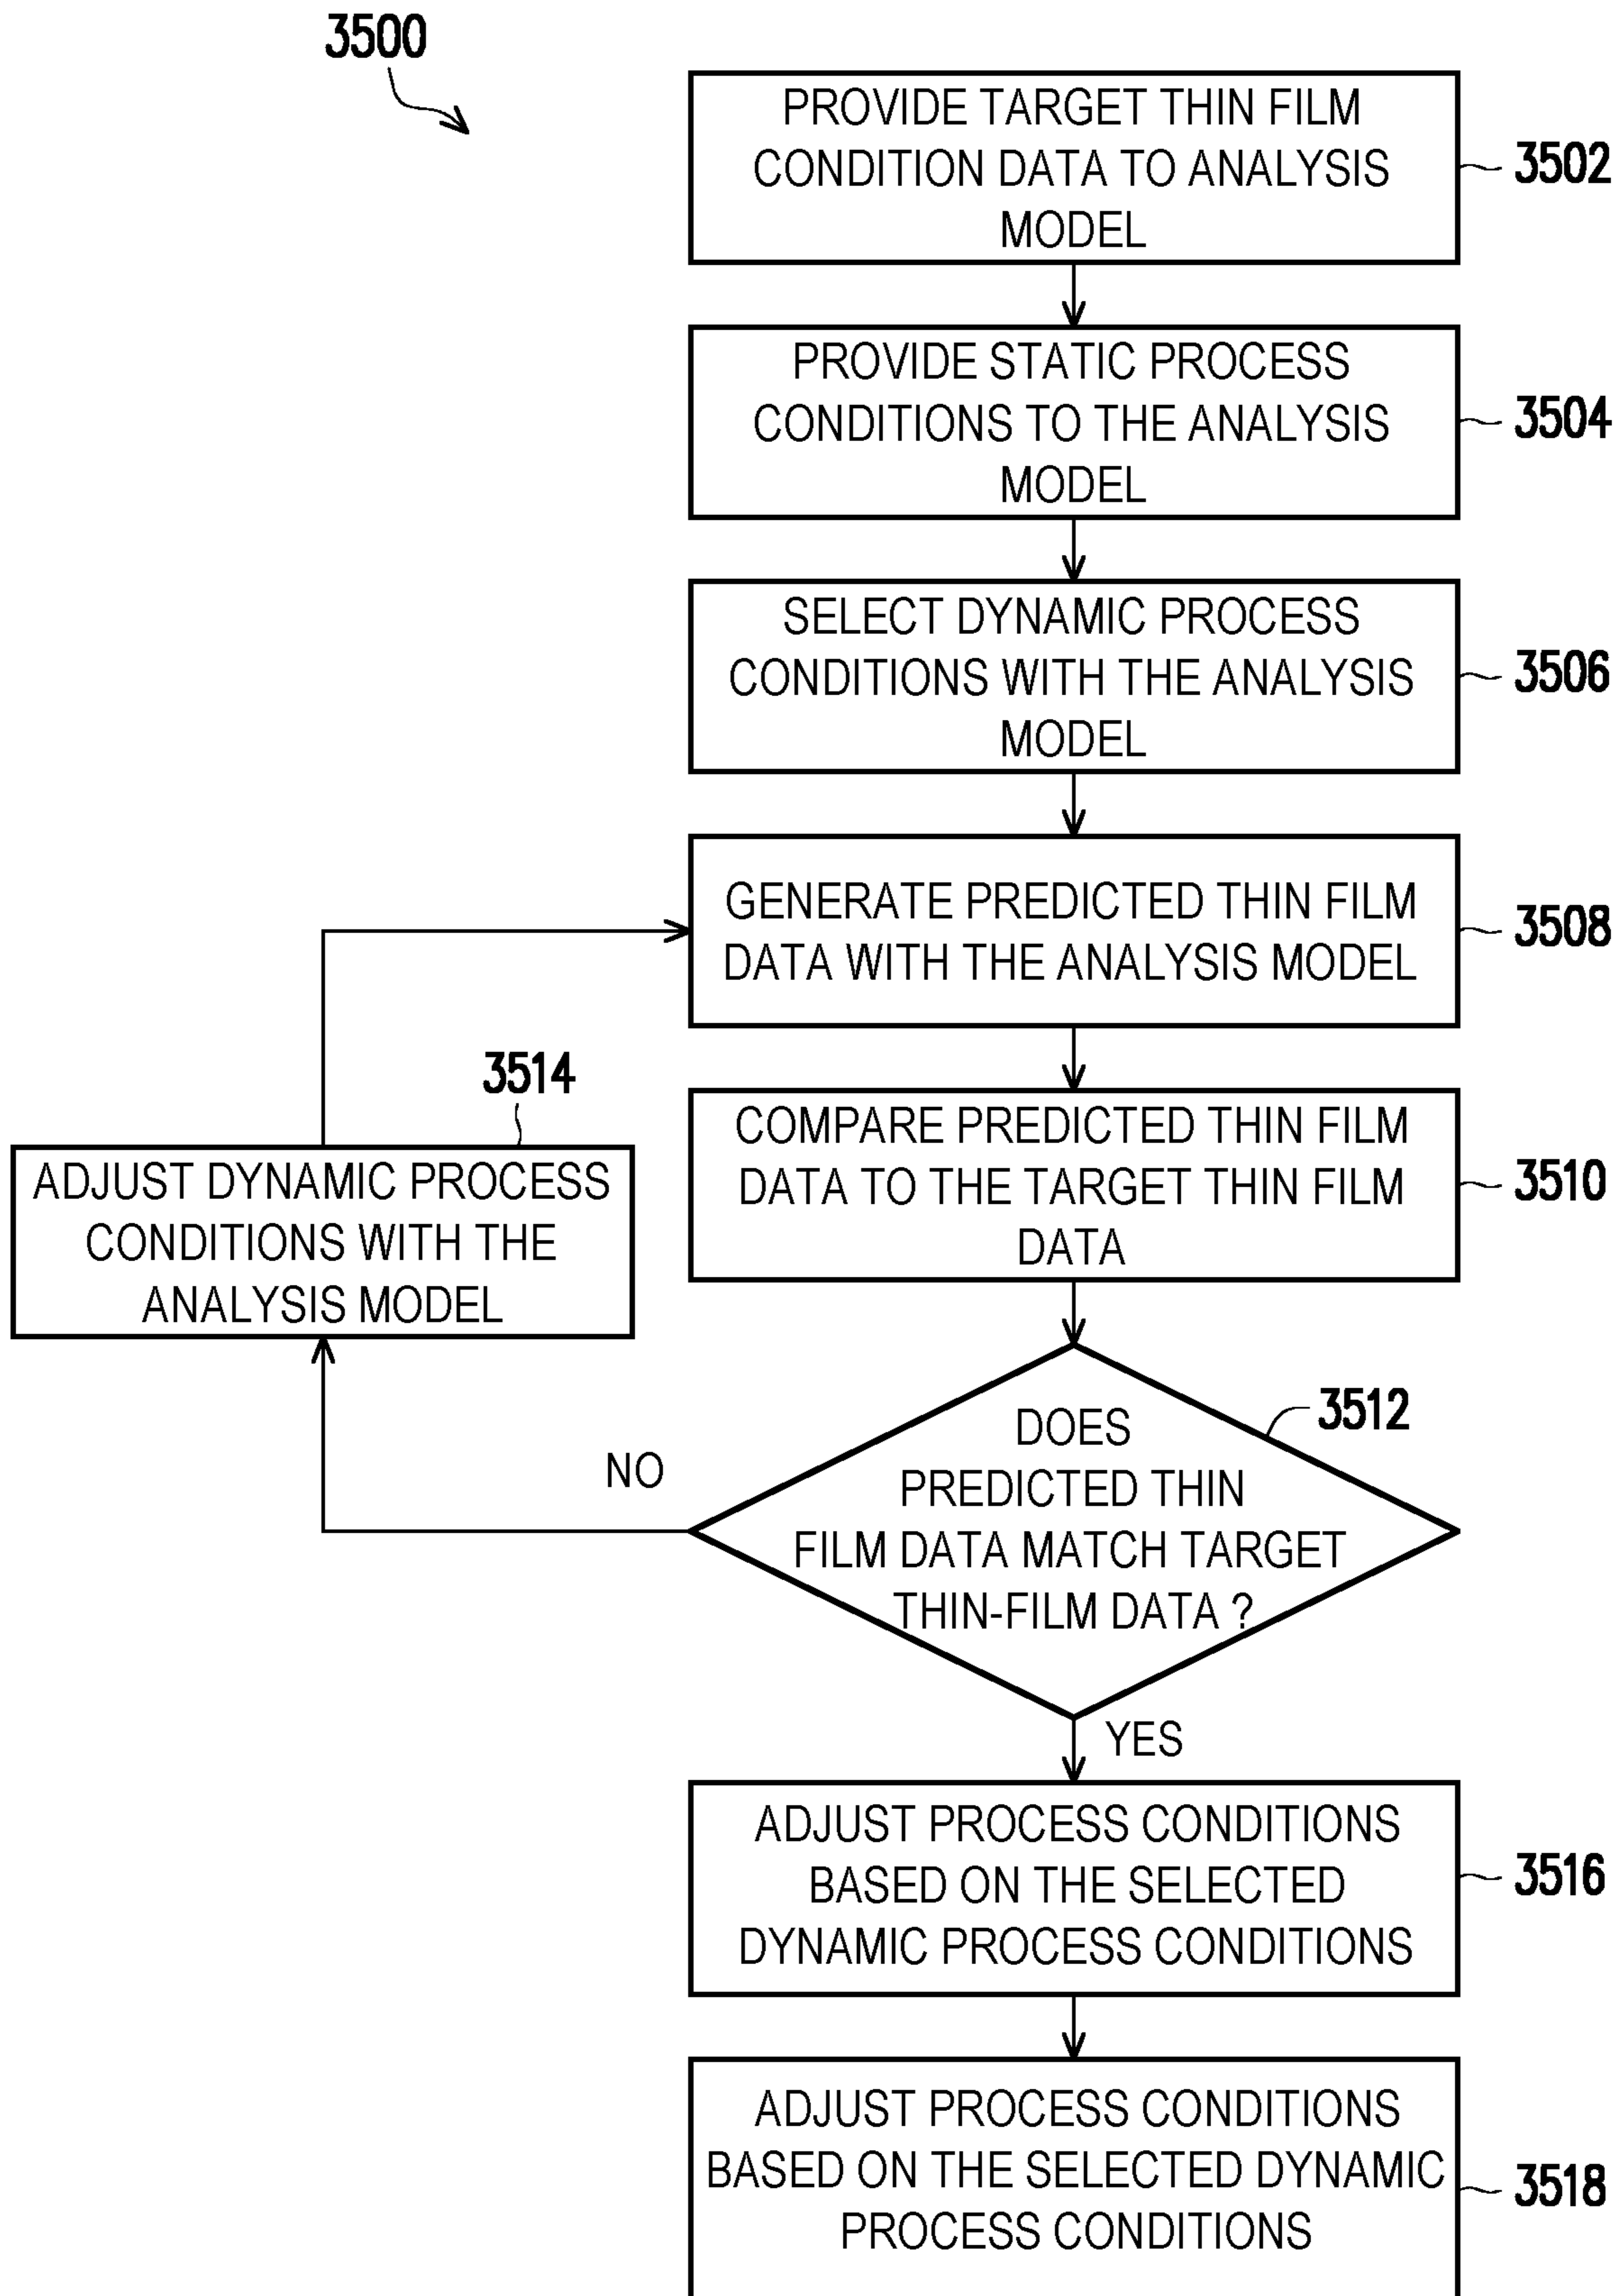 3500
PROVIDE TARGET THIN FILM
CONDITION DATA TO ANALYSIS
MODEL
3502
PROVIDE STATIC PROCESS
CONDITIONS TO THE ANALYSIS
MODEL
3504
SELECT DYNAMIC PROCESS
CONDITIONS WITH THE ANALYSIS
MODEL
3506
GENERATE PREDICTED THIN FILM
DATA WITH THE ANALYSIS MODEL
3508
3514
ADJUST DYNAMIC PROCESS
CONDITIONS WITH THE
ANALYSIS MODEL
COMPARE PREDICTED THIN FILM
DATA TO THE TARGET THIN FILM
DATA
3510
3512
DOES
PREDICTED THIN
FILM DATA MATCH TARGET
THIN-FILM DATA ?
NO
YES
ADJUST PROCESS CONDITIONS
BASED ON THE SELECTED
DYNAMIC PROCESS CONDITIONS
3516
ADJUST PROCESS CONDITIONS
BASED ON THE SELECTED DYNAMIC
PROCESS CONDITIONS
3518